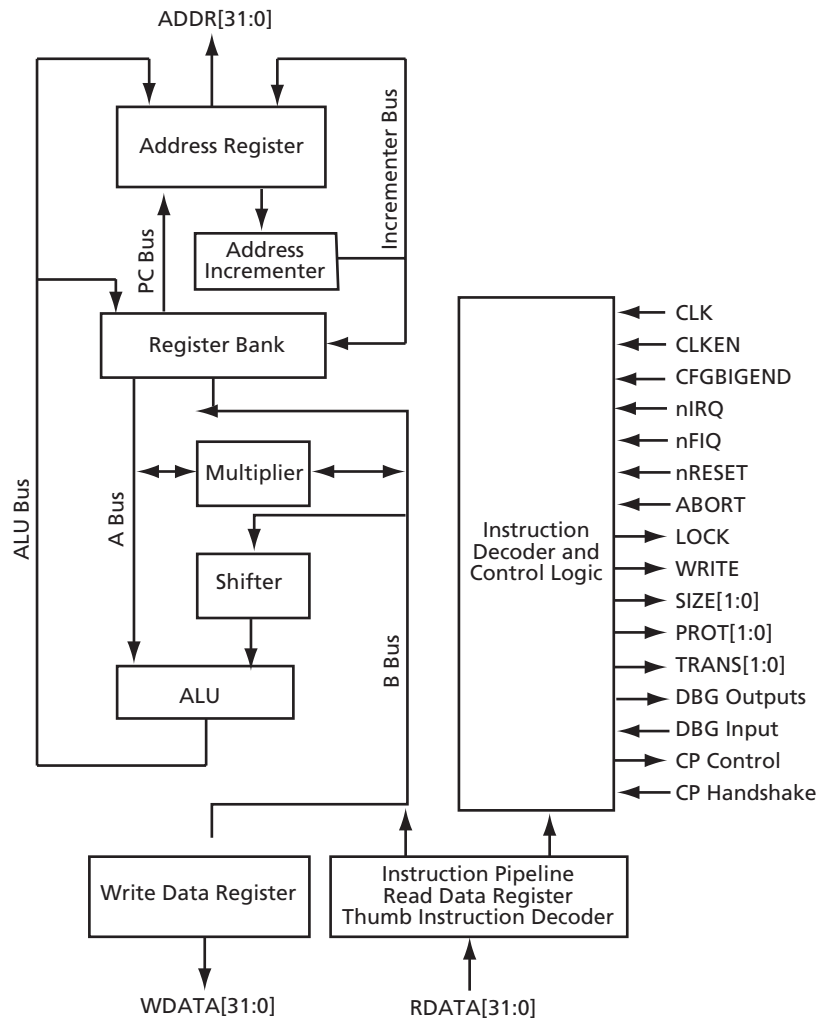 ADDR[31:0]
Address Register
Incrementer Bus
PC Bus
Address
Incrementer
Register Bank
ALU Bus
A Bus
Multiplier
Shifter
B Bus
ALU
Instruction
Decoder and
Control Logic
CLK
CLKEN
CFGBIGEND
nIRQ
nFIQ
nRESET
ABORT
LOCK
WRITE
SIZE[1:0]
PROT[1:0]
TRANS[1:0]
DBG Outputs
DBG Input
CP Control
CP Handshake
Write Data Register
Instruction Pipeline
Read Data Register
Thumb Instruction Decoder
WDATA[31:0]
RDATA[31:0]